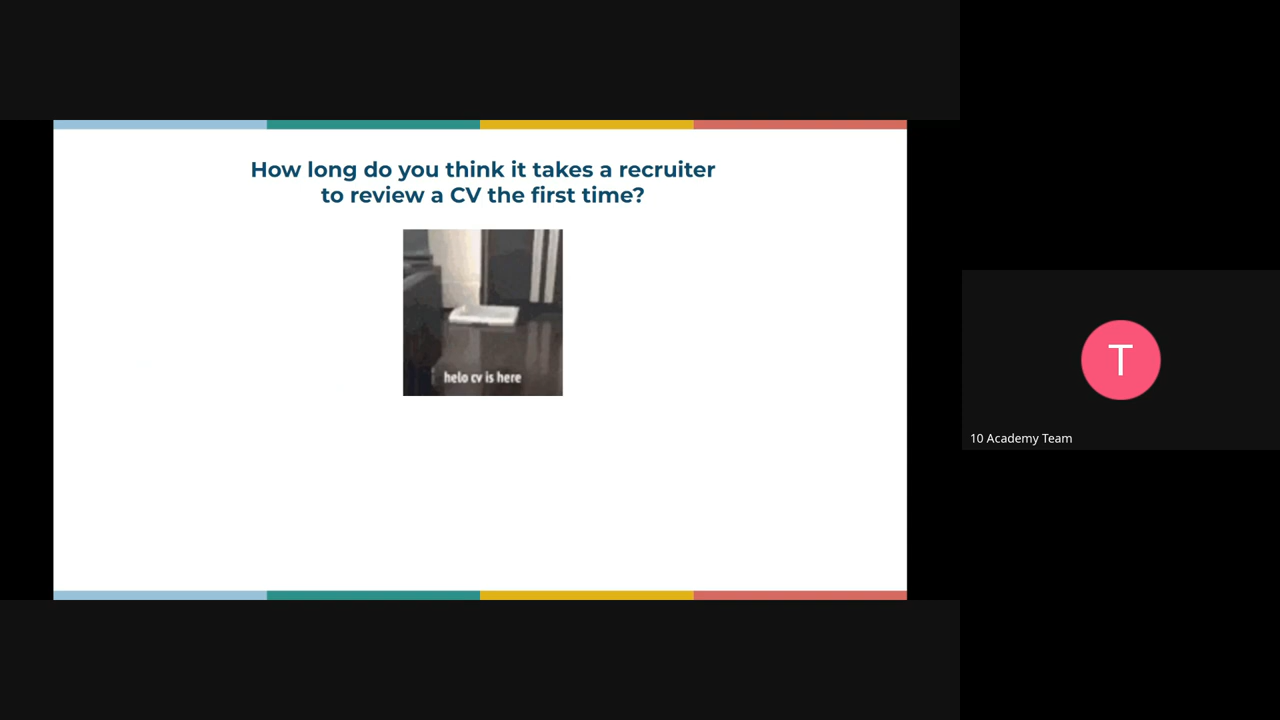 How long do you think it takes a recruiter
to review a CV the first time?
helo cv is here
T
10 Academy Team